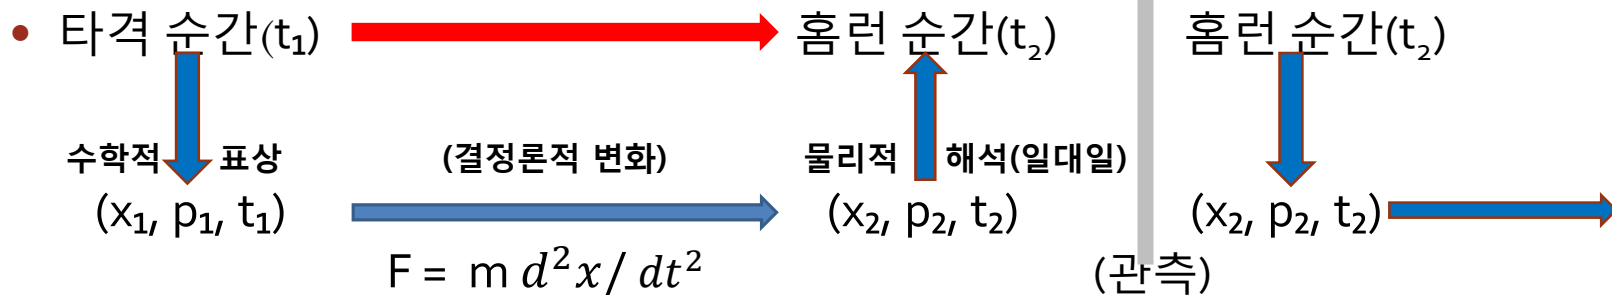 • 타격 순간(t₁) 홈런 순간(t₂) 홈런 순간(t₂)
수학적 표상 (결정론적 변화) 물리적 해석(일대일)
(x₁, p₁, t₁) (x₂, p₂, t₂) (x₂, p₂, t₂)
F = m d²x/ dt² (관측)